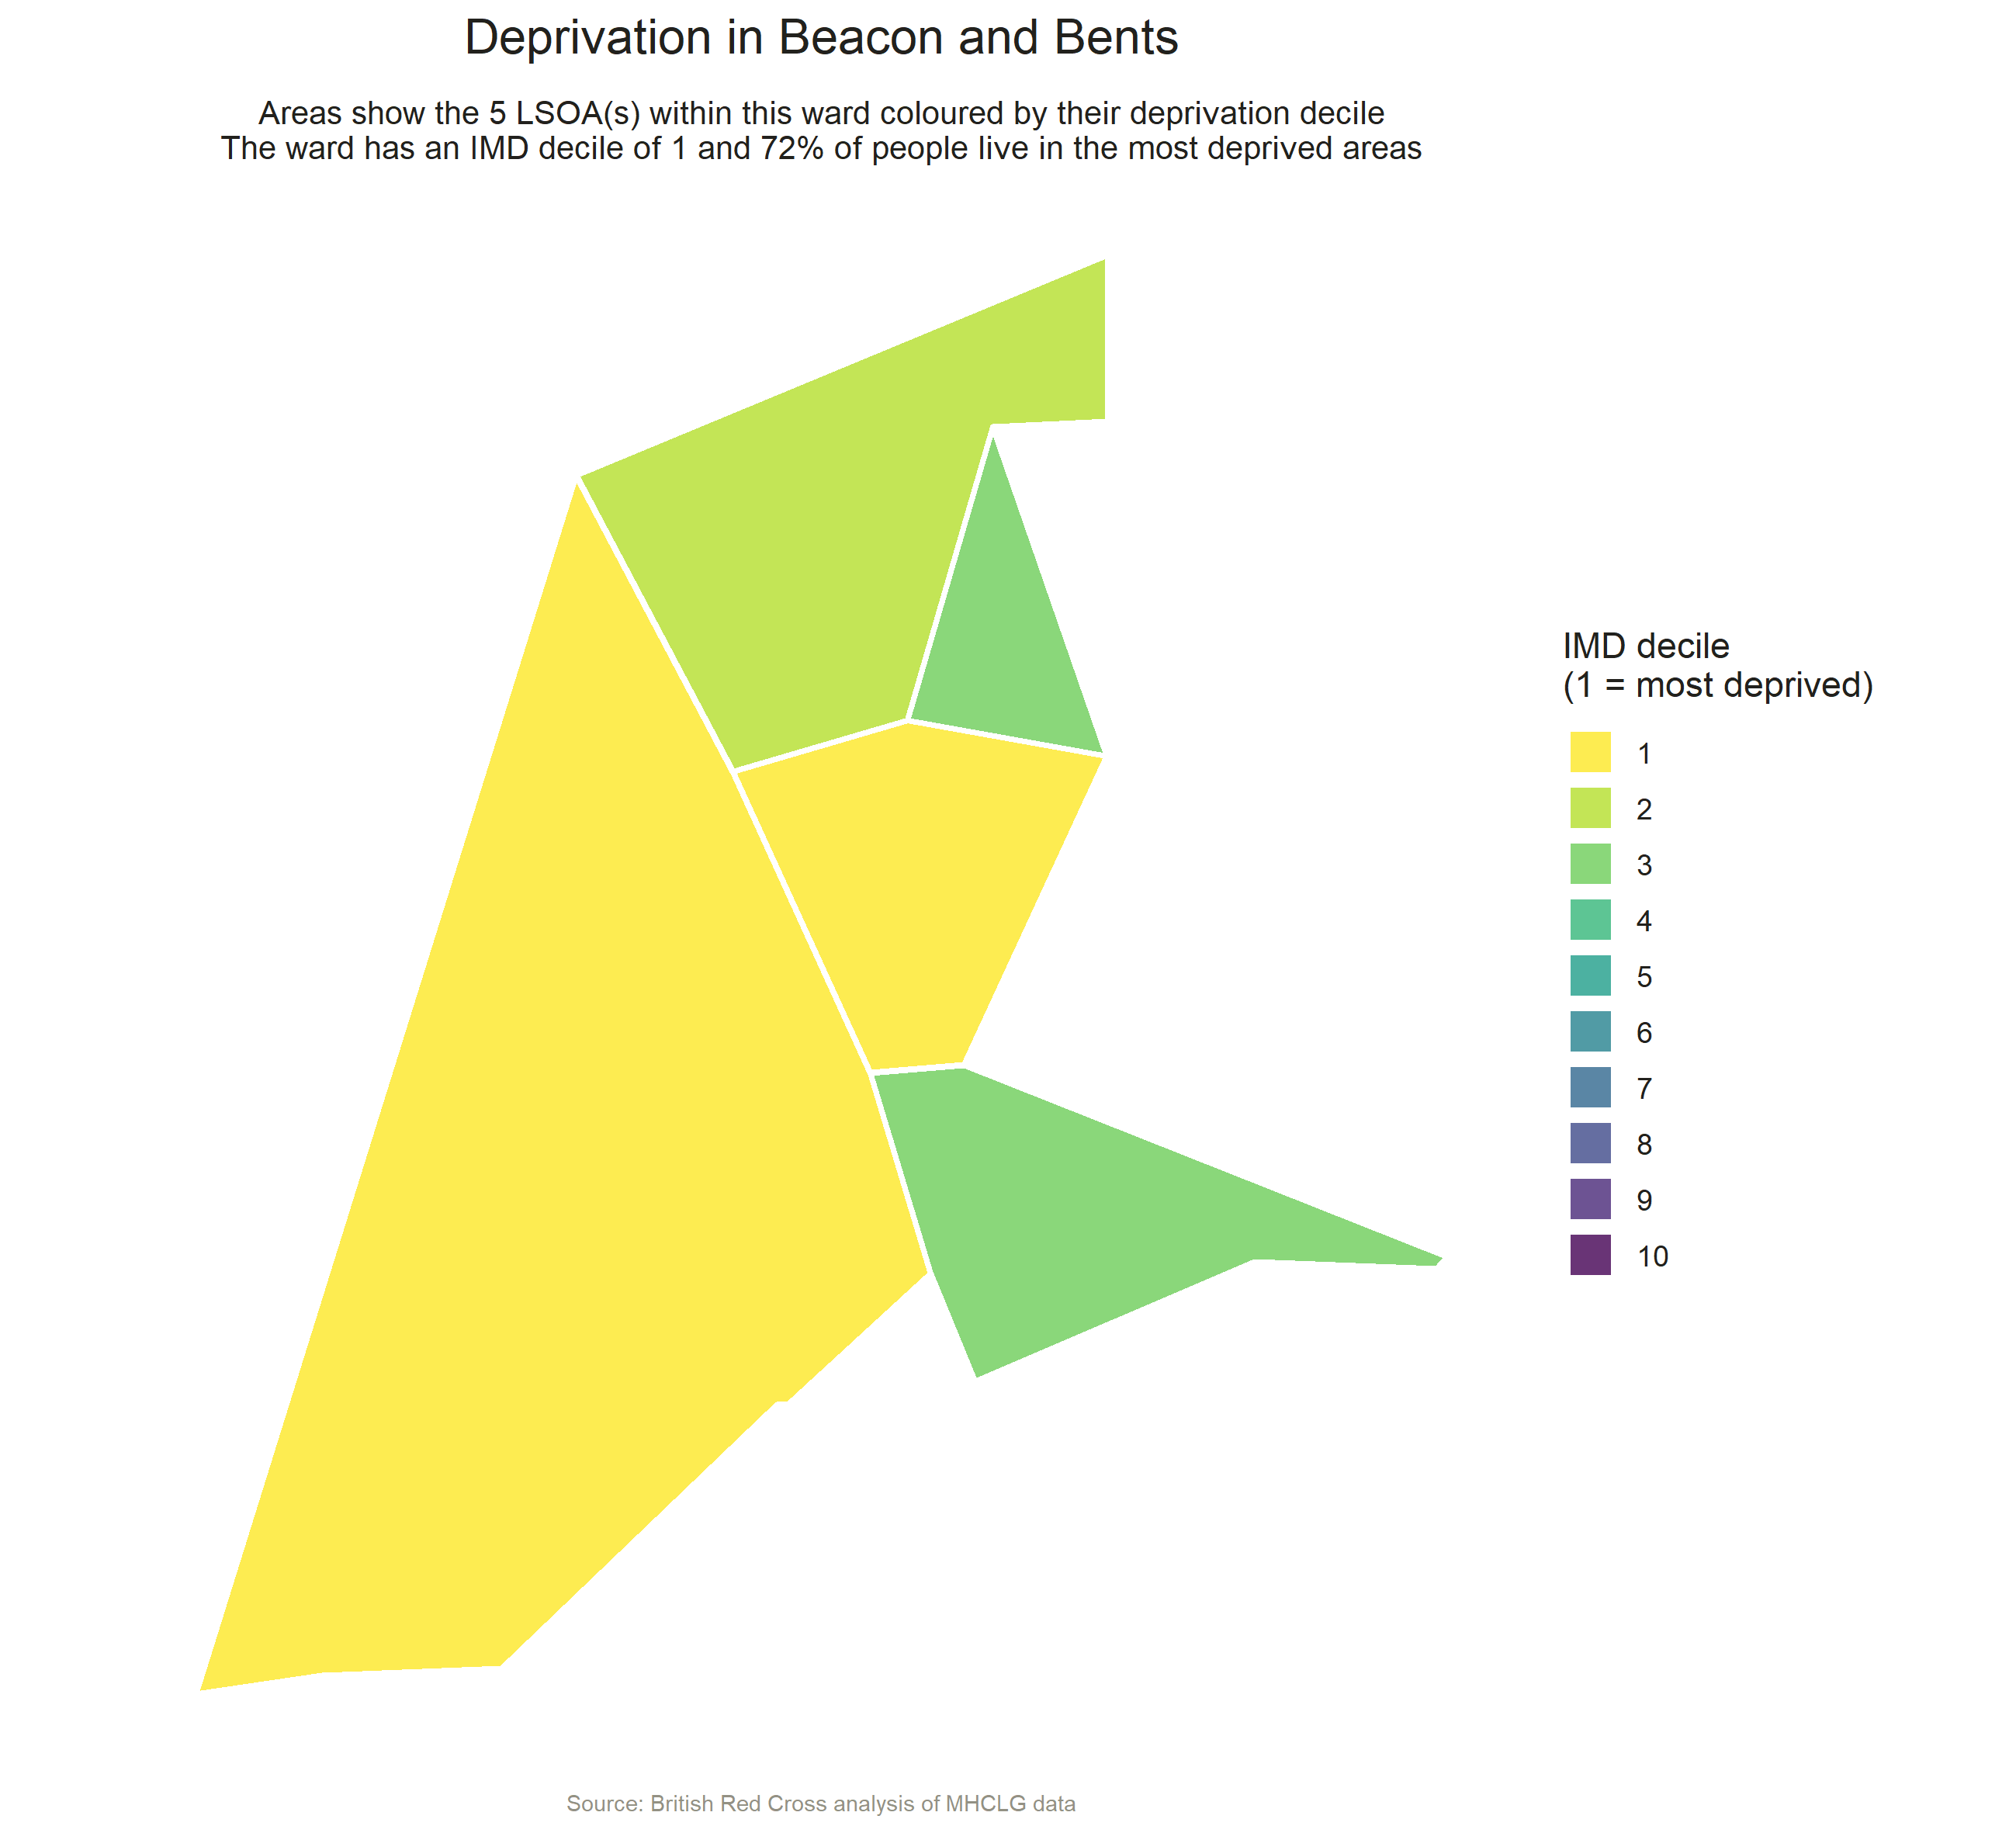 Deprivation in Beacon and Bents
Areas show the 5 LSOA(s) within this ward coloured by their deprivation decile
The ward has an IMD decile of 1 and 72% of people live in the most deprived areas
IMD decile
(1 = most deprived)
1
2
3
4
5
6
7
8
9
10
Source: British Red Cross analysis of MHCLG data